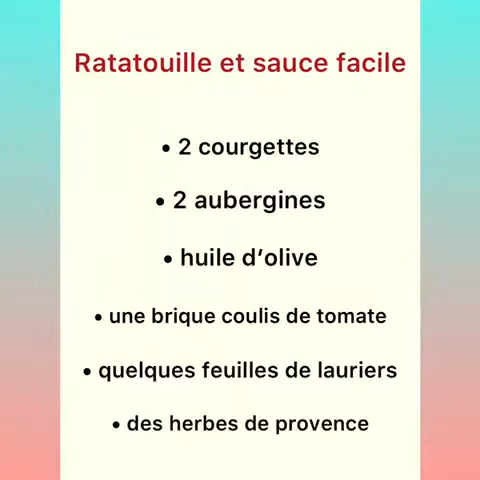 Ratatouille et sauce facile
• 2 courgettes
• 2 aubergines
• huile d’olive
• une brique coulis de tomate
• quelques feuilles de lauriers
• des herbes de provence